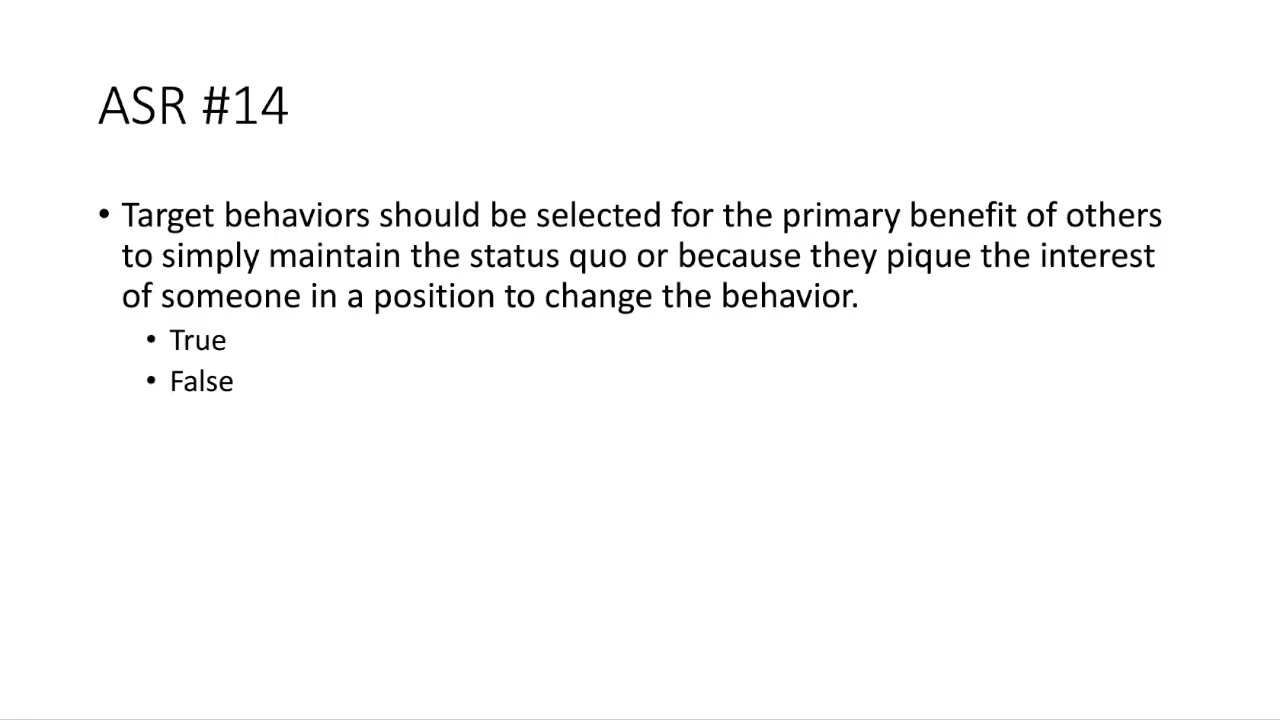 ASR #14
• Target behaviors should be selected for the primary benefit of others
to simply maintain the status quo or because they pique the interest
of someone in a position to change the behavior.
• True
• False